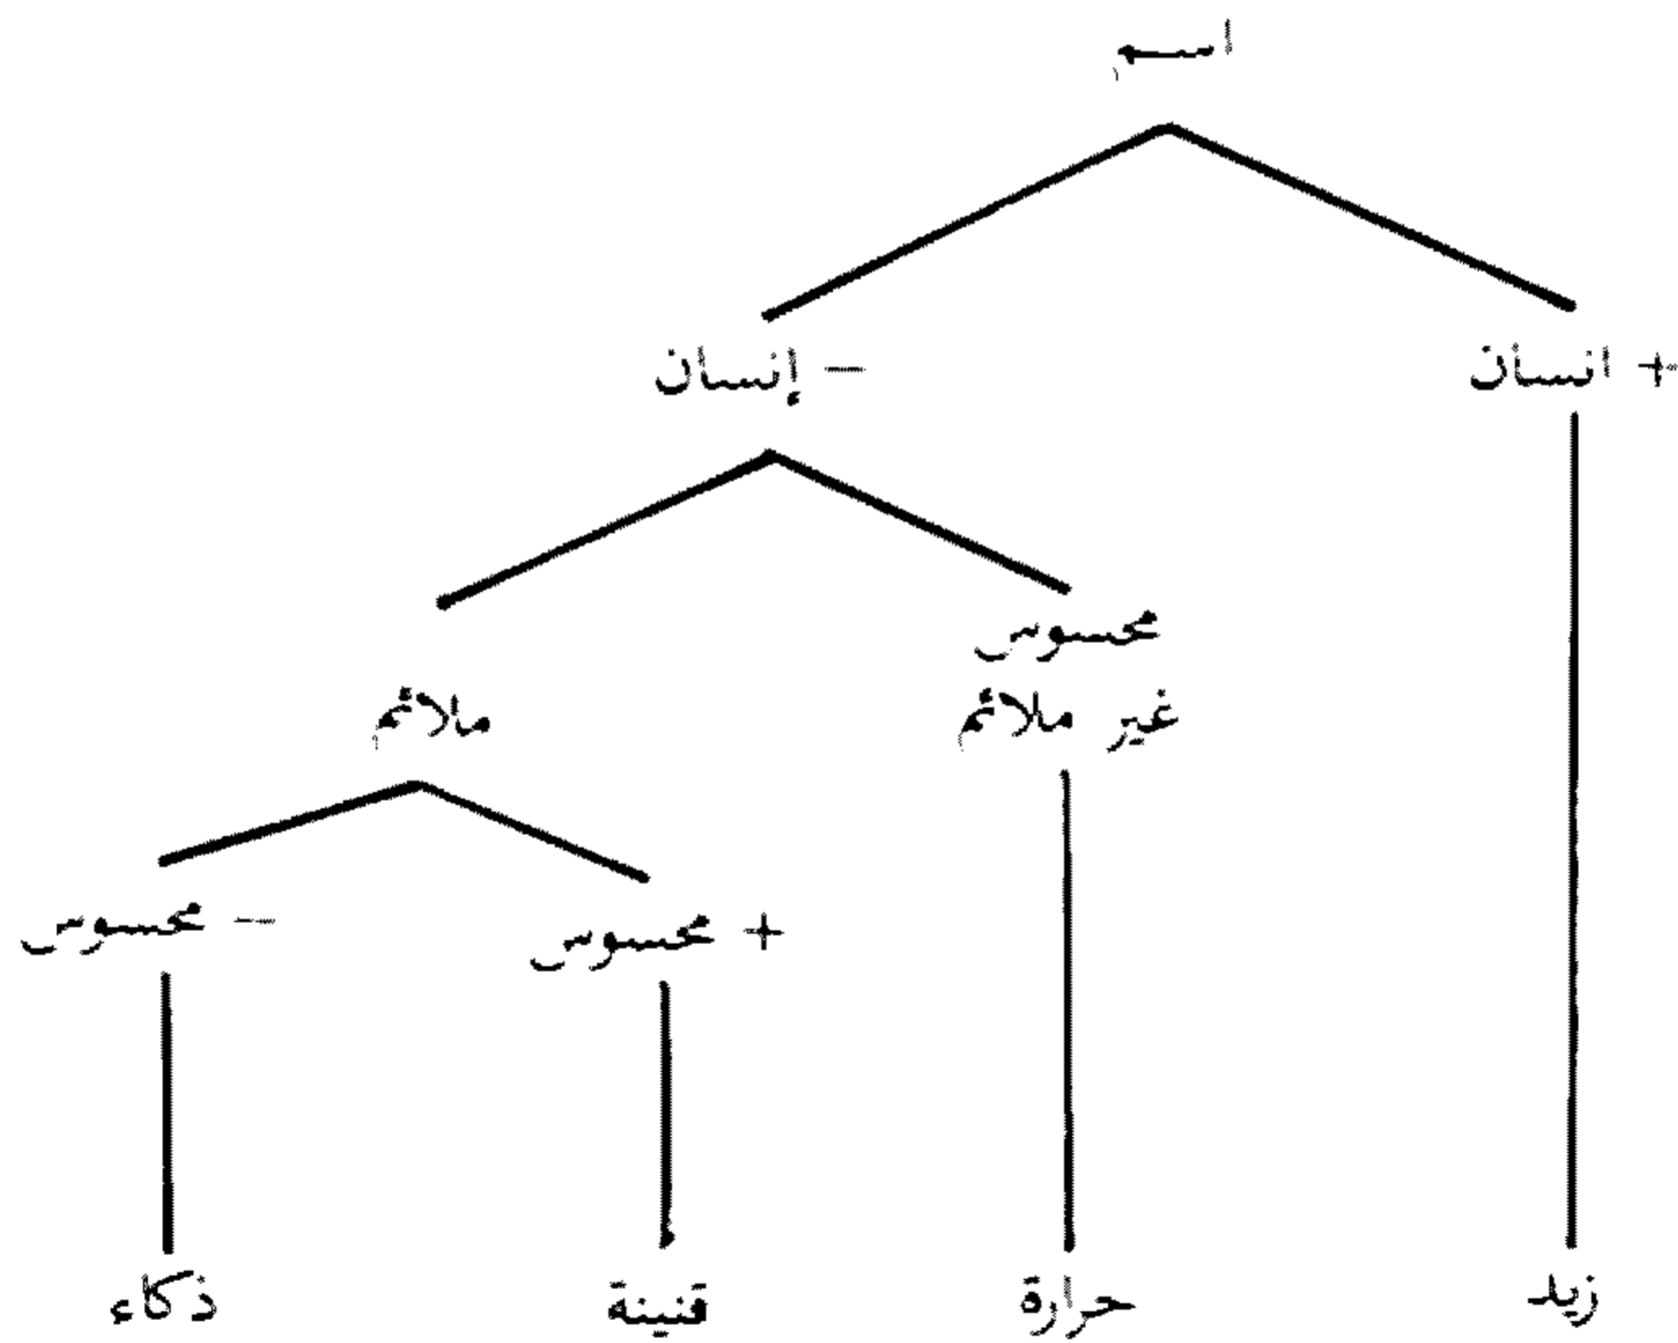 اسم
+ انسان
− إنسان
محسوس
غير ملائم
ملائم
+ محسوس
− محسوس
زيد
حرارة
قنينة
ذكاء